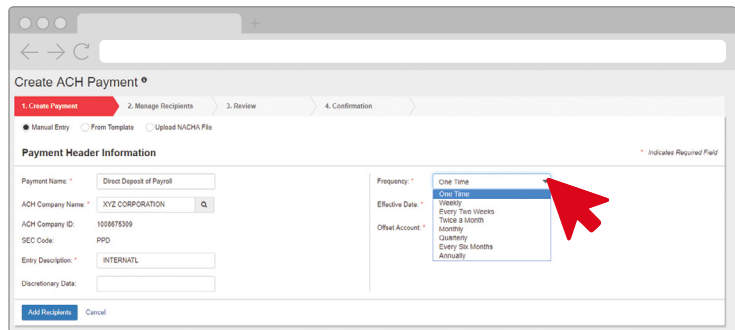 Create ACH Payment
1. Create Payment 2. Manage Recipients 3. Review 4. Confirmation
Manual Entry From Template Upload NACHA File
Payment Header Information
* Indicates Required Field
Payment Name: * Direct Deposit of Payroll
ACH Company Name: * XYZ CORPORATION
ACH Company ID: 1008675309
SEC Code: PPD
Entry Description: * INTERNATL
Discretionary Data:
Frequency: * One Time
One Time
Weekly
Every Two Weeks
Twice a Month
Monthly
Quarterly
Every Six Months
Annually
Effective Date: *
Offset Account: *
Add Recipients Cancel